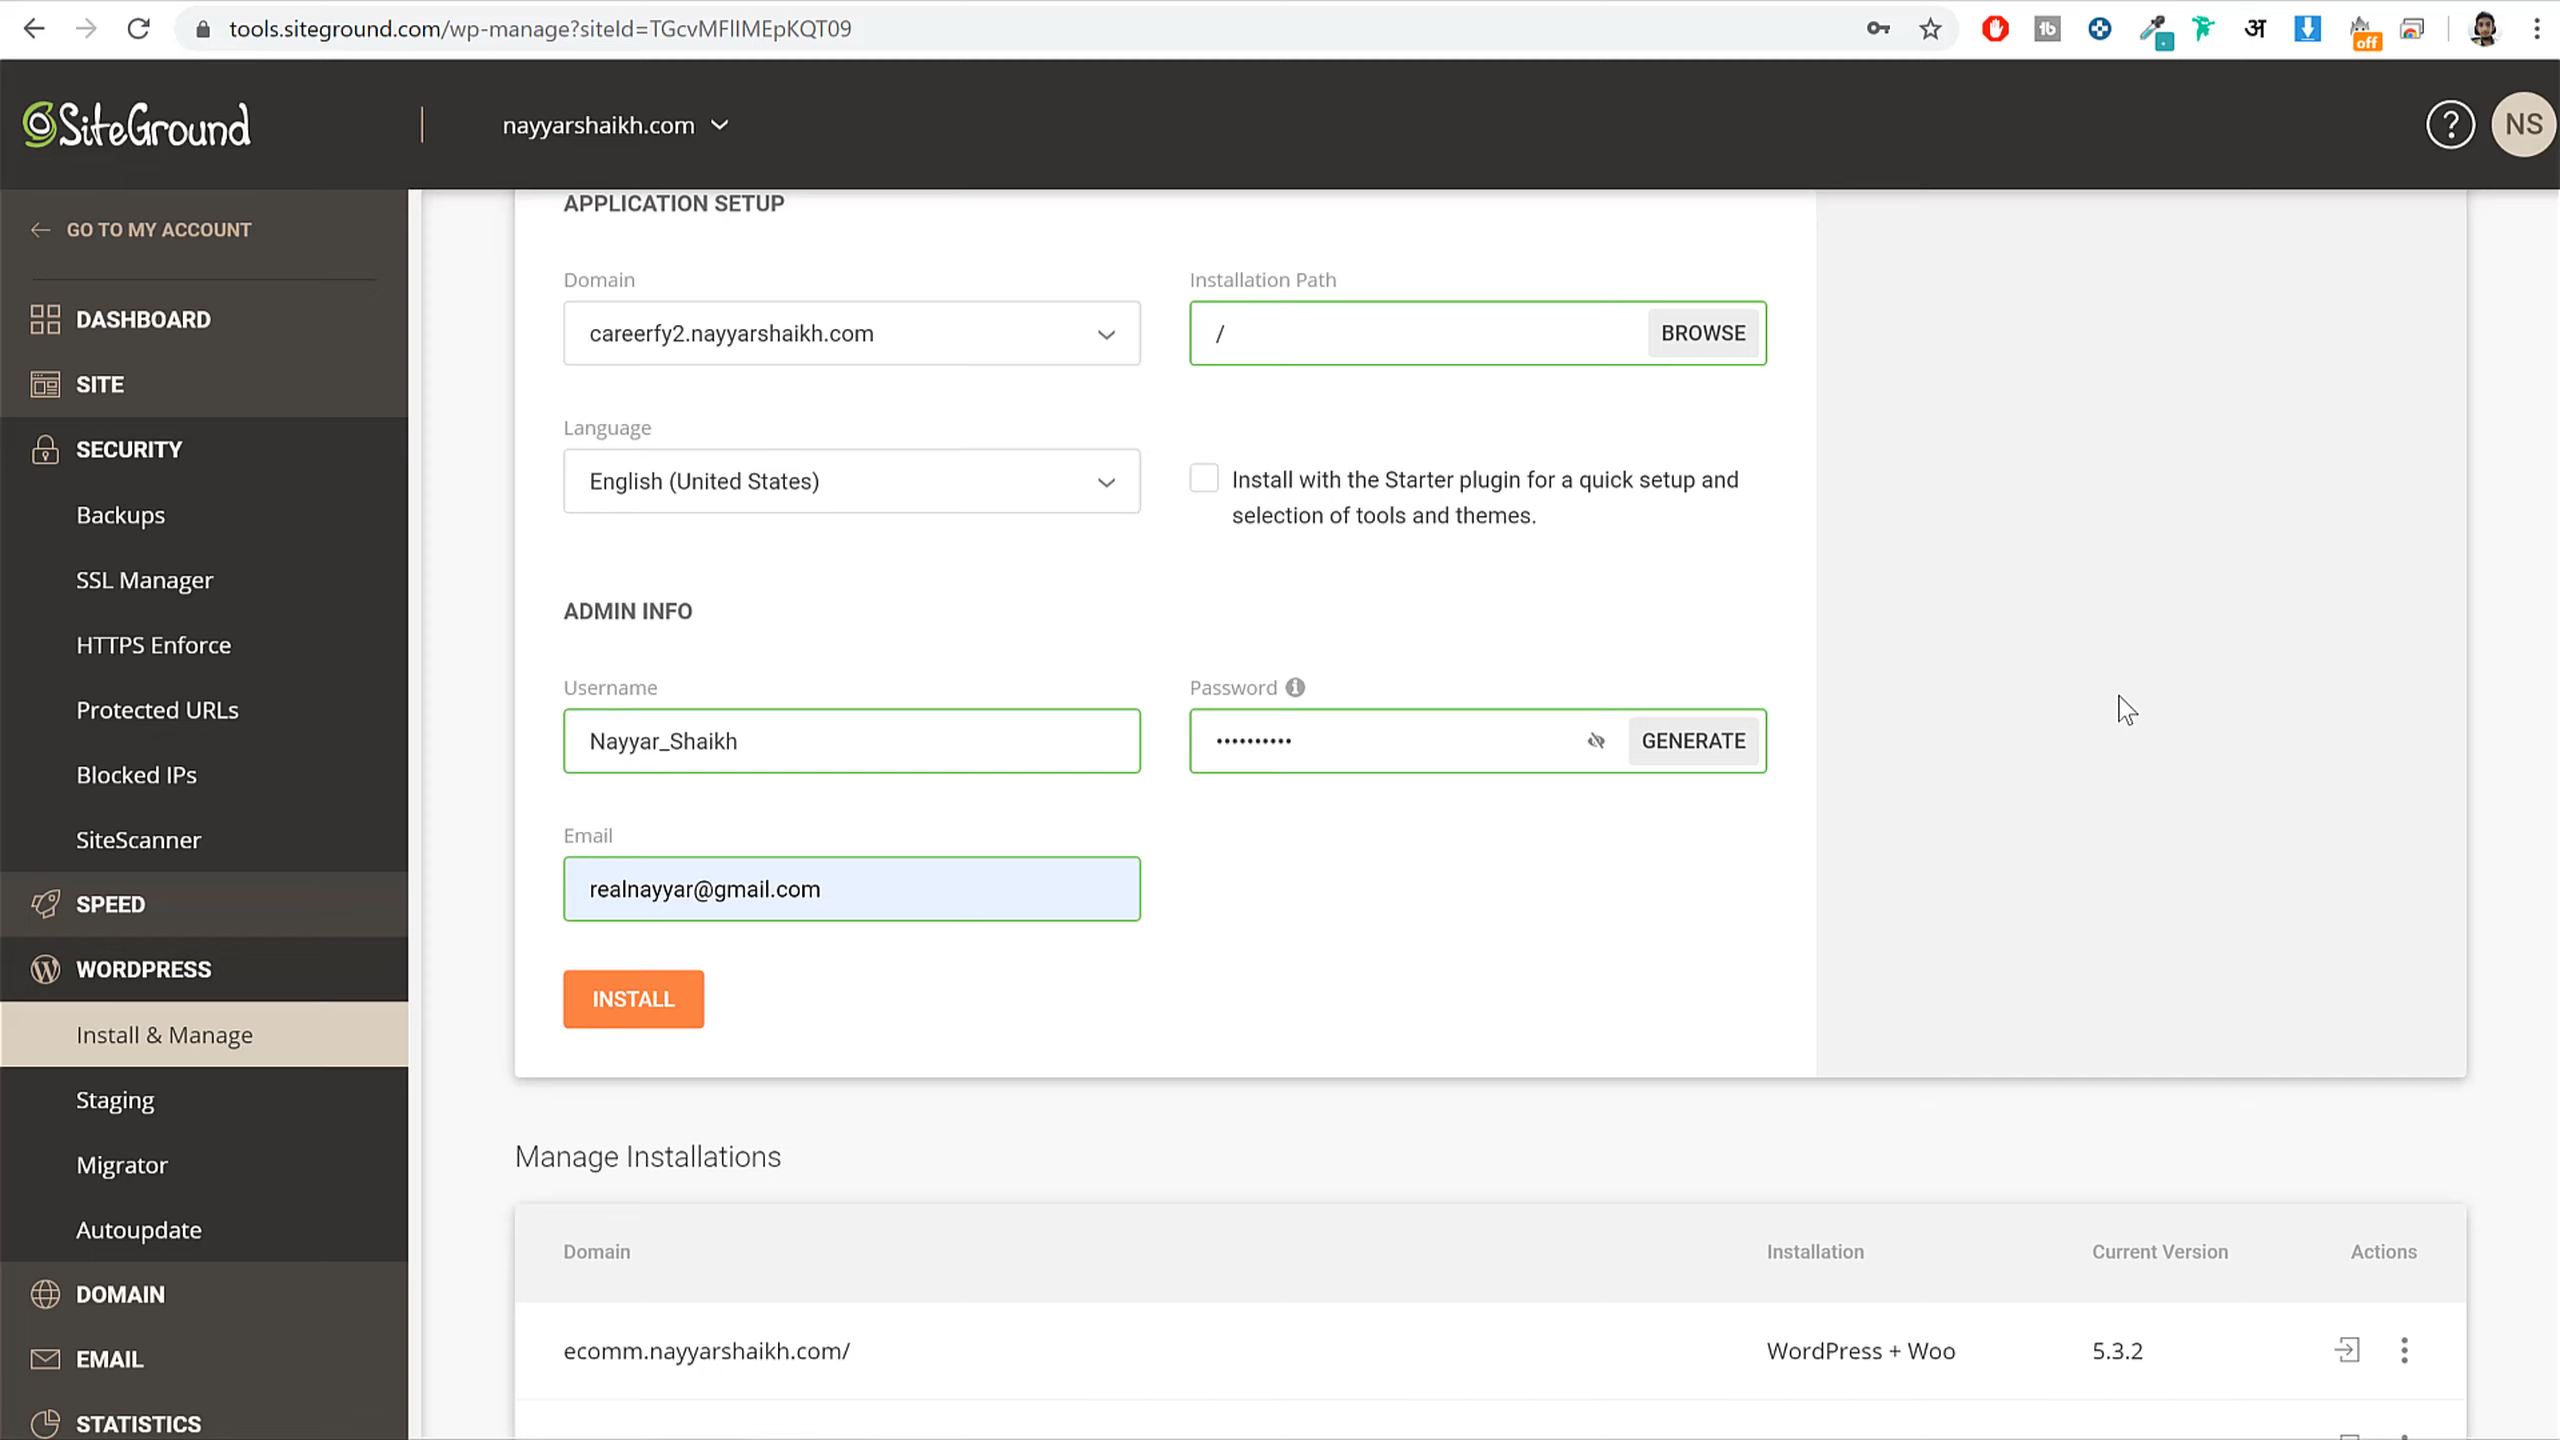 tools.siteground.com/wp-manage?siteId=TGcvMFlIMEpKQT09
tb
अ
off
SiteGround
nayyarshaikh.com
?
NS
GO TO MY ACCOUNT
DASHBOARD
SITE
SECURITY
Backups
SSL Manager
HTTPS Enforce
Protected URLs
Blocked IPs
SiteScanner
SPEED
WORDPRESS
Install & Manage
Staging
Migrator
Autoupdate
DOMAIN
EMAIL
STATISTICS
APPLICATION SETUP
Domain
careerfy2.nayyarshaikh.com
Installation Path
/
BROWSE
Language
English (United States)
Install with the Starter plugin for a quick setup and
selection of tools and themes.
ADMIN INFO
Username
Nayyar_Shaikh
Password
••••••••••
GENERATE
Email
realnayyar@gmail.com
INSTALL
Manage Installations
Domain Installation Current Version Actions
ecomm.nayyarshaikh.com/ WordPress + Woo 5.3.2